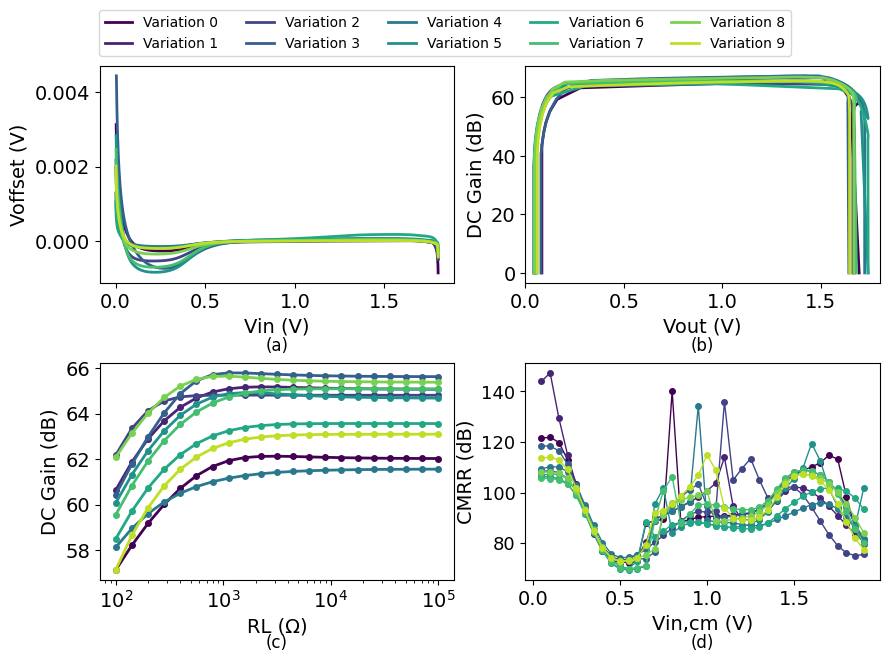 Variation 0 Variation 2 Variation 4 Variation 6 Variation 8
Variation 1 Variation 3 Variation 5 Variation 7 Variation 9
Voffset (V)
0.004
0.002
0.000
0.0 0.5 1.0 1.5
Vin (V)
(a)
DC Gain (dB)
60
40
20
0
0.0 0.5 1.0 1.5
Vout (V)
(b)
DC Gain (dB)
66
64
62
60
58
10² 10³ 10⁴ 10⁵
RL (Ω)
(c)
CMRR (dB)
140
120
100
80
0.0 0.5 1.0 1.5
Vin,cm (V)
(d)